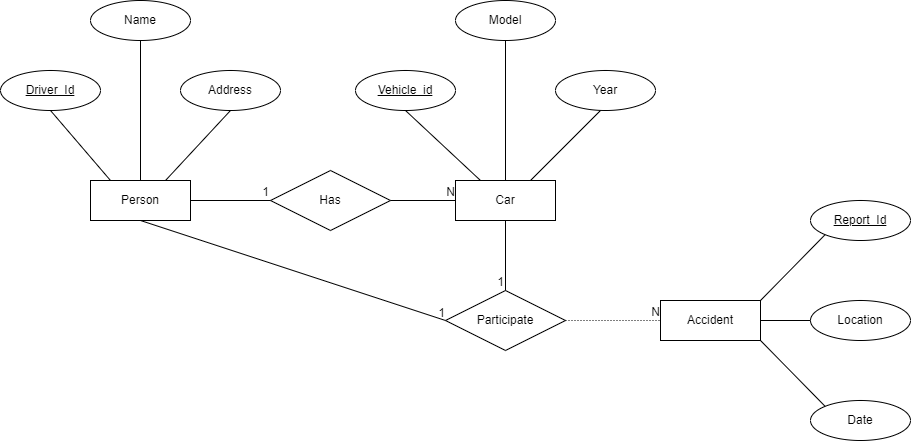 Name
Model
Driver_Id
Address
Vehicle_id
Year
Person
1
Has
N
Car
Report_Id
1
1
Participate
N
Accident
Location
Date